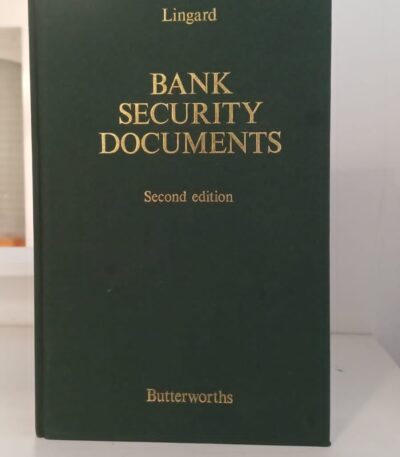 Lingard
BANK
SECURITY
DOCUMENTS
Second edition
Butterworths